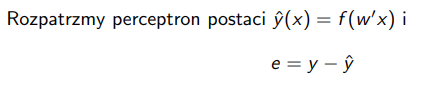 Rozpatrzmy perceptron postaci ŷ(x) = f(w′x) i
e = y − ŷ